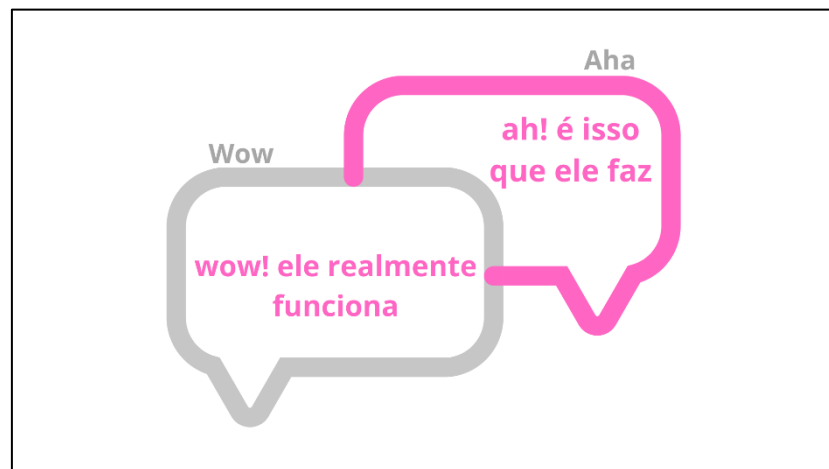 Aha
ah! é isso
que ele faz
Wow
wow! ele realmente
funciona